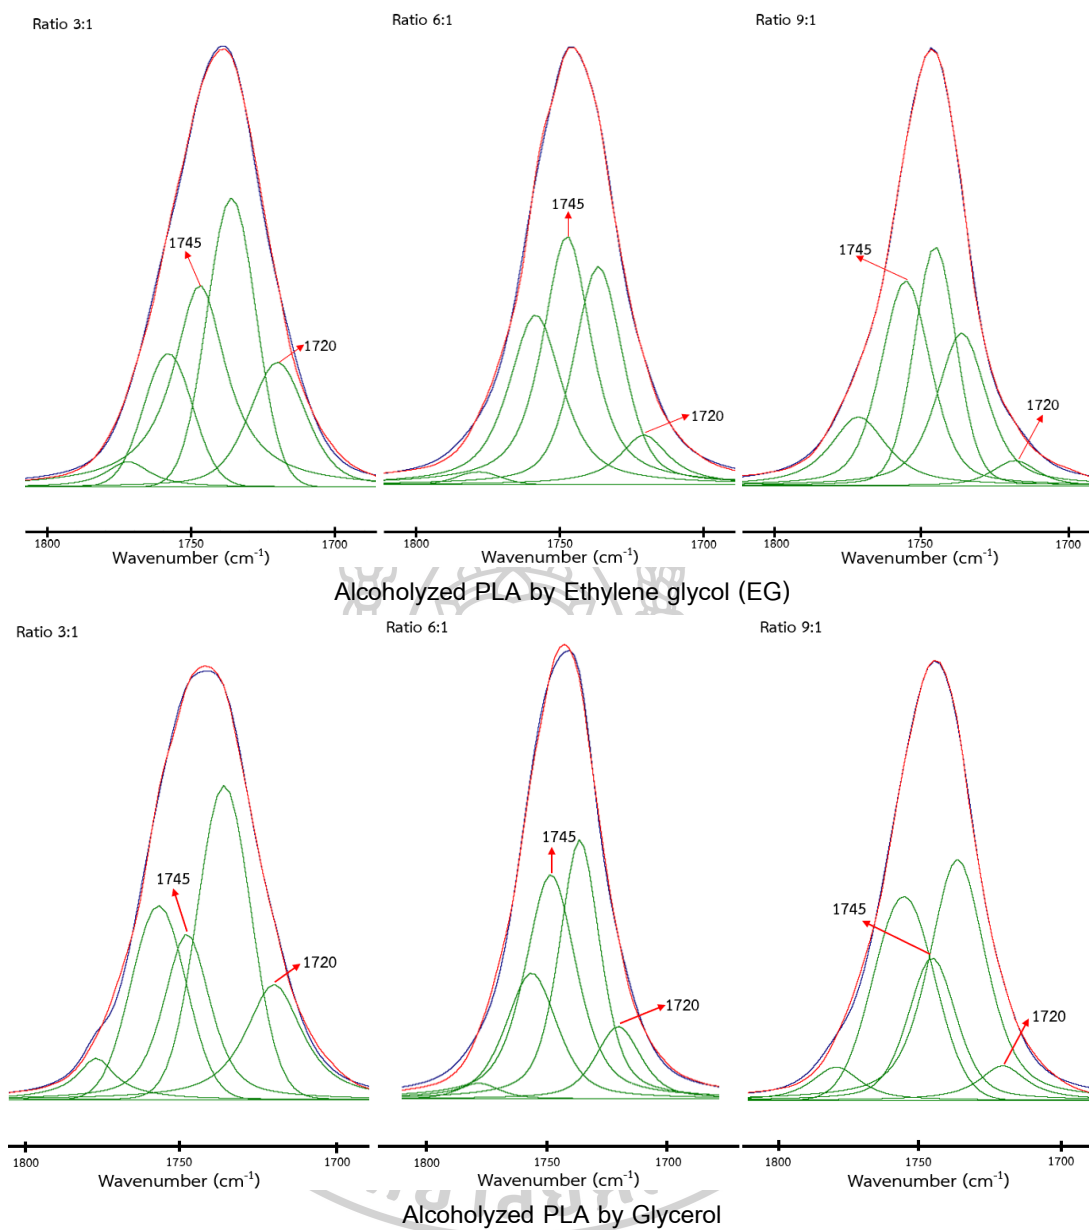 Ratio 3:1 Ratio 6:1 Ratio 9:1
1745 1720
1745 1720
1745 1720
1800 1750 1700
1800 1750 1700
1800 1750 1700
Wavenumber (cm⁻¹) Wavenumber (cm⁻¹) Wavenumber (cm⁻¹)
Alcoholyzed PLA by Ethylene glycol (EG)
Ratio 3:1 Ratio 6:1 Ratio 9:1
1745 1720
1745 1720
1745 1720
1800 1750 1700
1800 1750 1700
1800 1750 1700
Wavenumber (cm⁻¹) Wavenumber (cm⁻¹) Wavenumber (cm⁻¹)
Alcoholyzed PLA by Glycerol